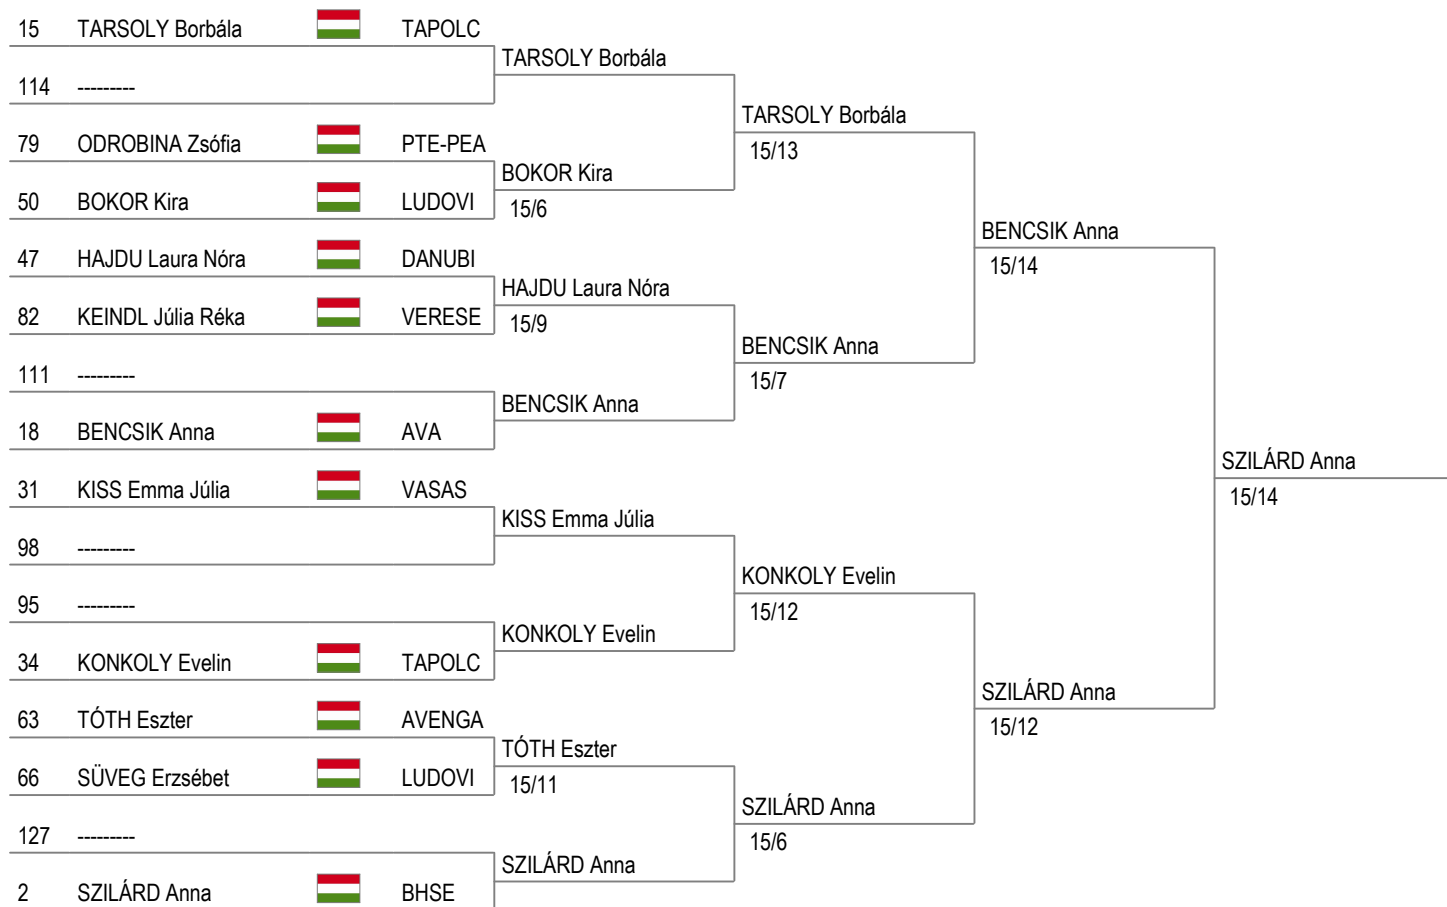 15 TARSOLY Borbála TAPOLC
TARSOLY Borbála
114 ---------
TARSOLY Borbála
15/13
79 ODROBINA Zsófia PTE-PEA
BOKOR Kira
15/6
50 BOKOR Kira LUDOVI
BENCSIK Anna
15/14
47 HAJDU Laura Nóra DANUBI
HAJDU Laura Nóra
15/9
82 KEINDL Júlia Réka VERESE
BENCSIK Anna
15/7
111 ---------
BENCSIK Anna
18 BENCSIK Anna AVA
SZILÁRD Anna
15/14
31 KISS Emma Júlia VASAS
KISS Emma Júlia
98 ---------
KONKOLY Evelin
15/12
95 ---------
KONKOLY Evelin
34 KONKOLY Evelin TAPOLC
SZILÁRD Anna
15/12
63 TÓTH Eszter AVENGA
TÓTH Eszter
15/11
66 SÜVEG Erzsébet LUDOVI
SZILÁRD Anna
15/6
127 ---------
SZILÁRD Anna
2 SZILÁRD Anna BHSE